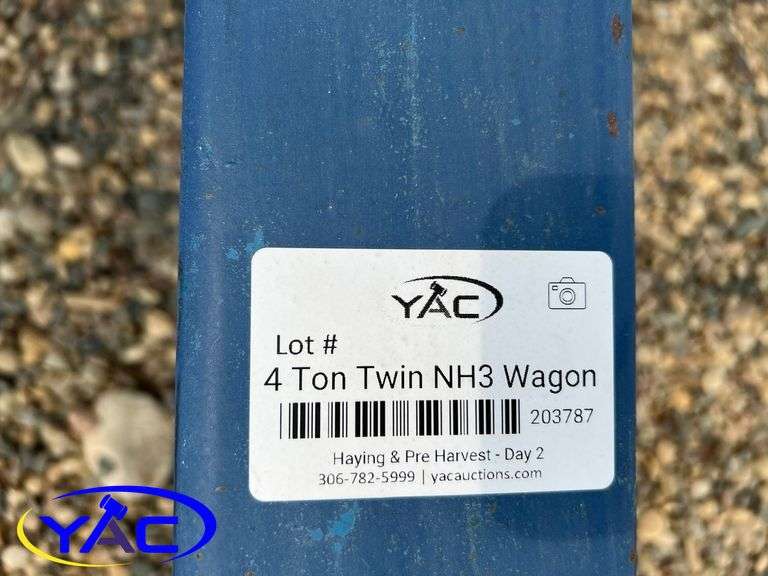 YAC
Lot #
4 Ton Twin NH3 Wagon
203787
Haying & Pre Harvest - Day 2
306-782-5999 | yacauctions.com
YAC